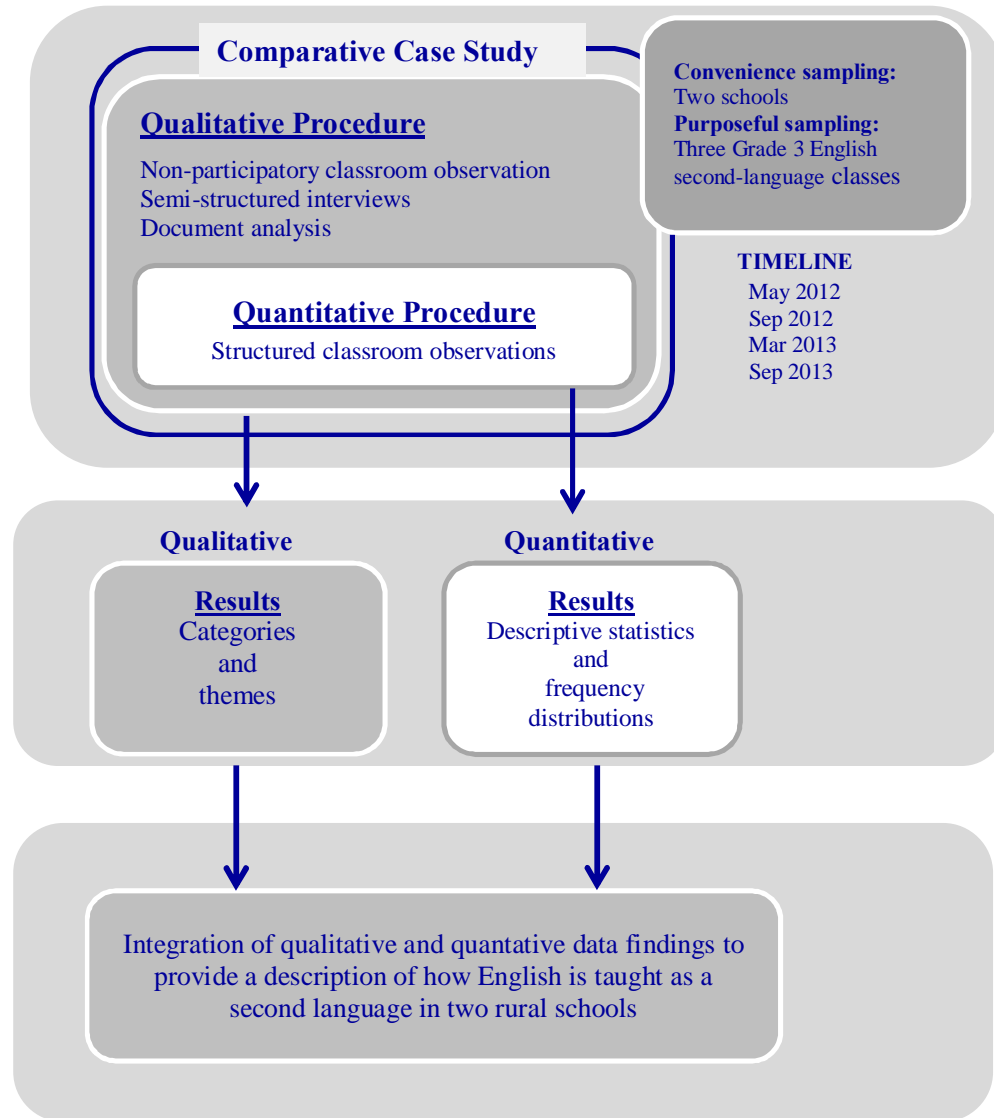 Comparative Case Study
Qualitative Procedure
Non-participatory classroom observation
Semi-structured interviews
Document analysis
Quantitative Procedure
Structured classroom observations
Convenience sampling:
Two schools
Purposeful sampling:
Three Grade 3 English
second-language classes
TIMELINE
May 2012
Sep 2012
Mar 2013
Sep 2013
Qualitative
Results
Categories
and
themes
Quantitative
Results
Descriptive statistics
and
frequency
distributions
Integration of qualitative and quantative data findings to
provide a description of how English is taught as a
second language in two rural schools